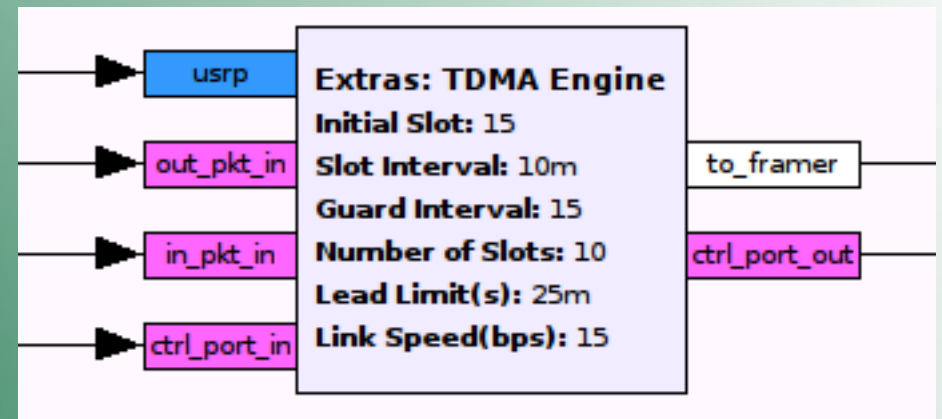 usrp
out_pkt_in
in_pkt_in
ctrl_port_in
Extras: TDMA Engine
Initial Slot: 15
Slot Interval: 10m
Guard Interval: 15
Number of Slots: 10
Lead Limit(s): 25m
Link Speed(bps): 15
to_framer
ctrl_port_out